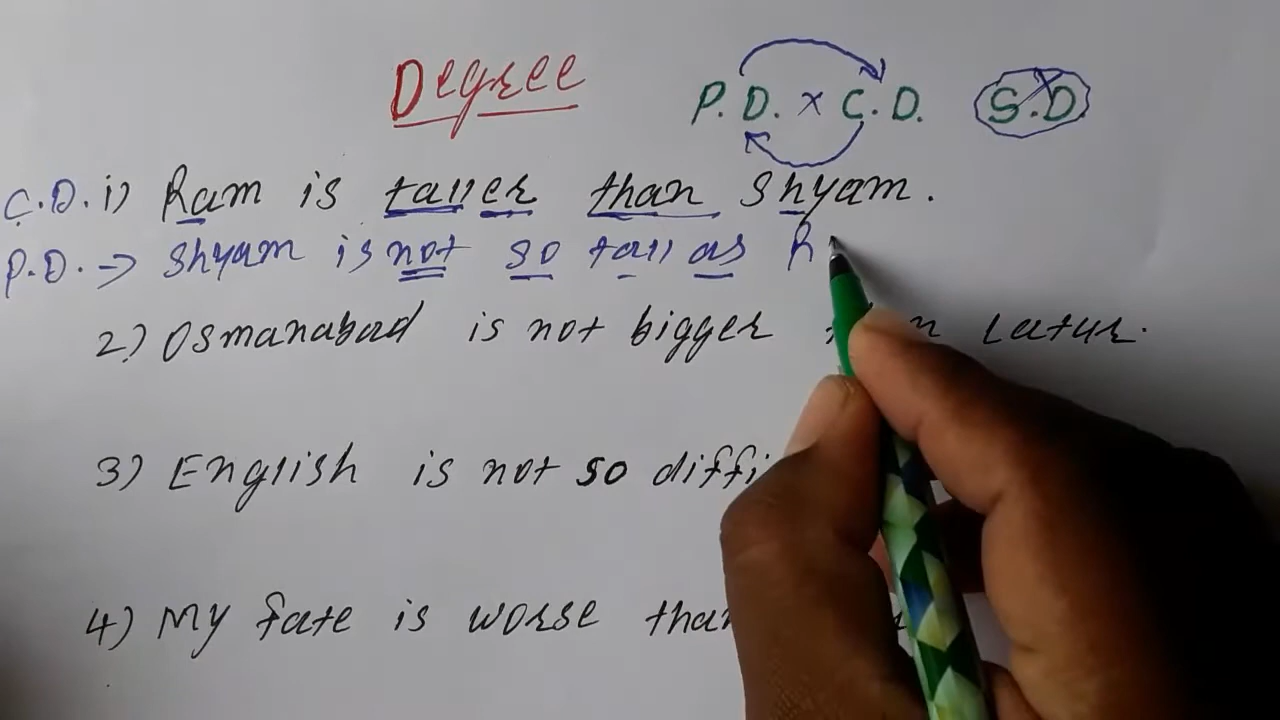 Degree
P.D. × C.D. S.D
C.D. 1) Ram is taller than Shyam.
P.D. → Shyam is not so tall as R
2) Osmanabad is not bigger Latur.
3) English is not so
4) My fate is worse